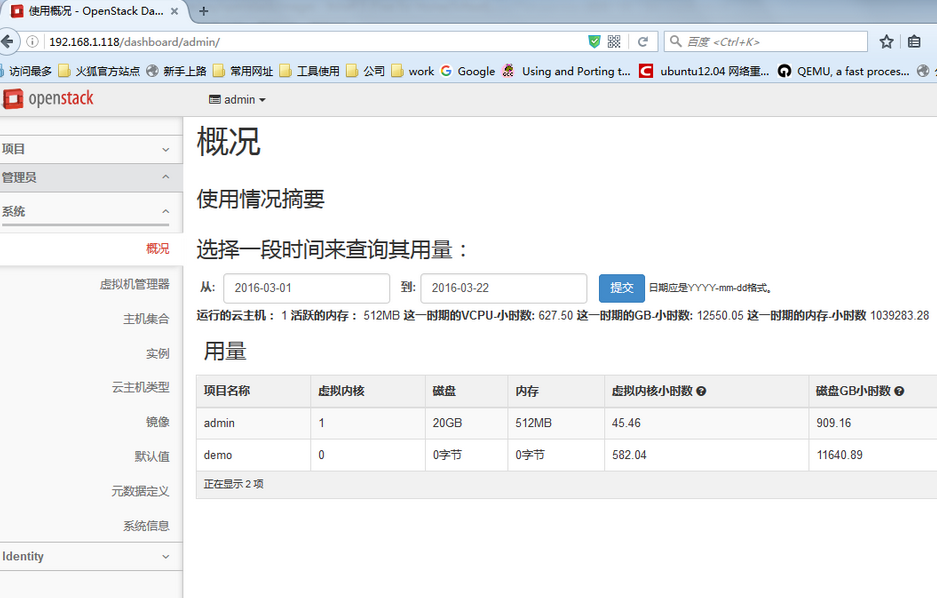 使用概况 - OpenStack Da...
192.168.1.118/dashboard/admin/
百度 <Ctrl+K>
访问最多 火狐官方站点 新手上路 常用网址 工具使用 公司 work Google Using and Porting t... ubuntu12.04 网络重... QEMU, a fast proces...
openstack
admin
项目
管理员
系统
概况
虚拟机管理器
主机集合
实例
云主机类型
镜像
默认值
元数据定义
系统信息
Identity
概况
使用情况摘要
选择一段时间来查询其用量：
从: 2016-03-01 到: 2016-03-22 提交 日期应是YYYY-mm-dd格式。
运行的云主机： 1 活跃的内存： 512MB 这一时期的VCPU-小时数: 627.50 这一时期的GB-小时数: 12550.05 这一时期的内存-小时数 1039283.28
用量
项目名称 虚拟内核 磁盘 内存 虚拟内核小时数 磁盘GB小时数
admin 1 20GB 512MB 45.46 909.16
demo 0 0字节 0字节 582.04 11640.89
正在显示 2 项